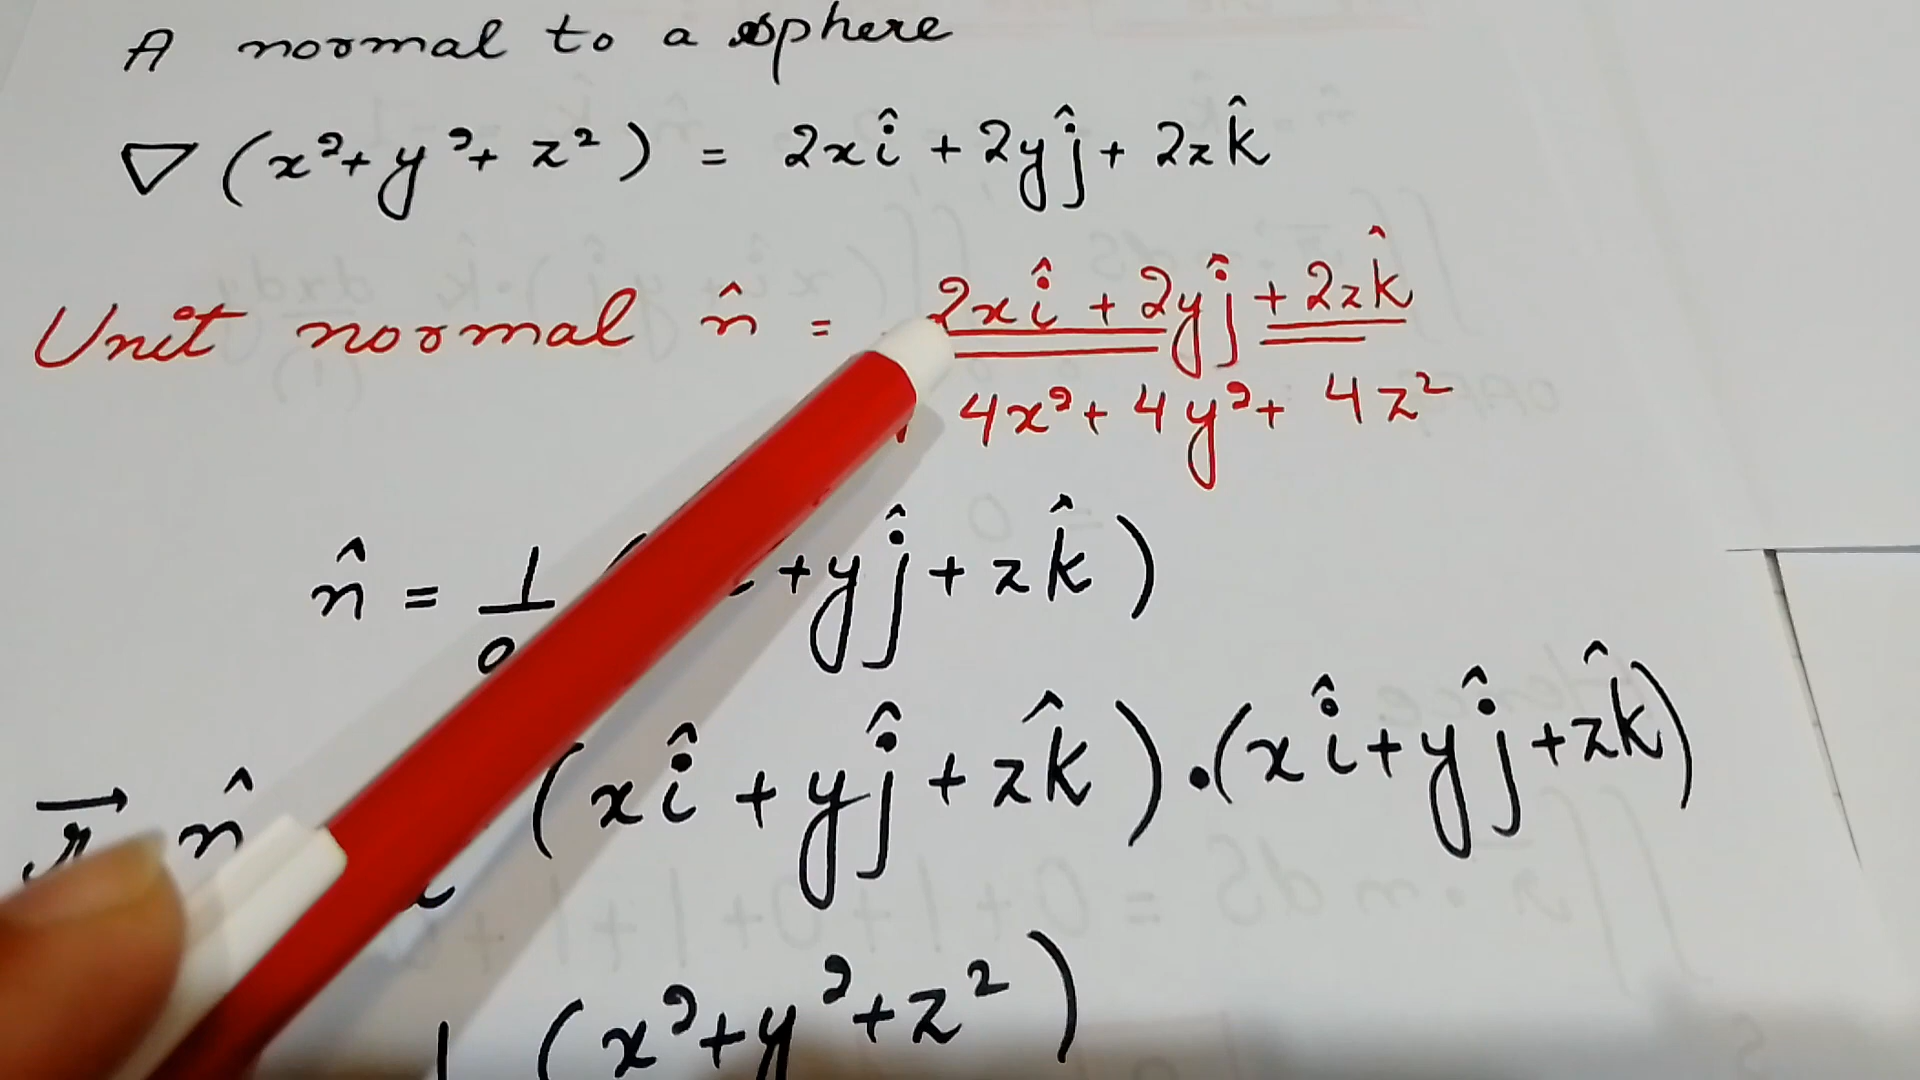 A normal to a sphere
▽ (x²+ y²+ z²) = 2xî + 2yĵ + 2zk̂
Unit normal n̂ = 2xî + 2yĵ + 2zk̂
4x²+ 4y²+ 4z²
n̂ = 1 +yĵ + zk̂ )
(xî + yĵ + zk̂ ) . (xî+yĵ+zk̂)
n̂
(x²+y²+z²)